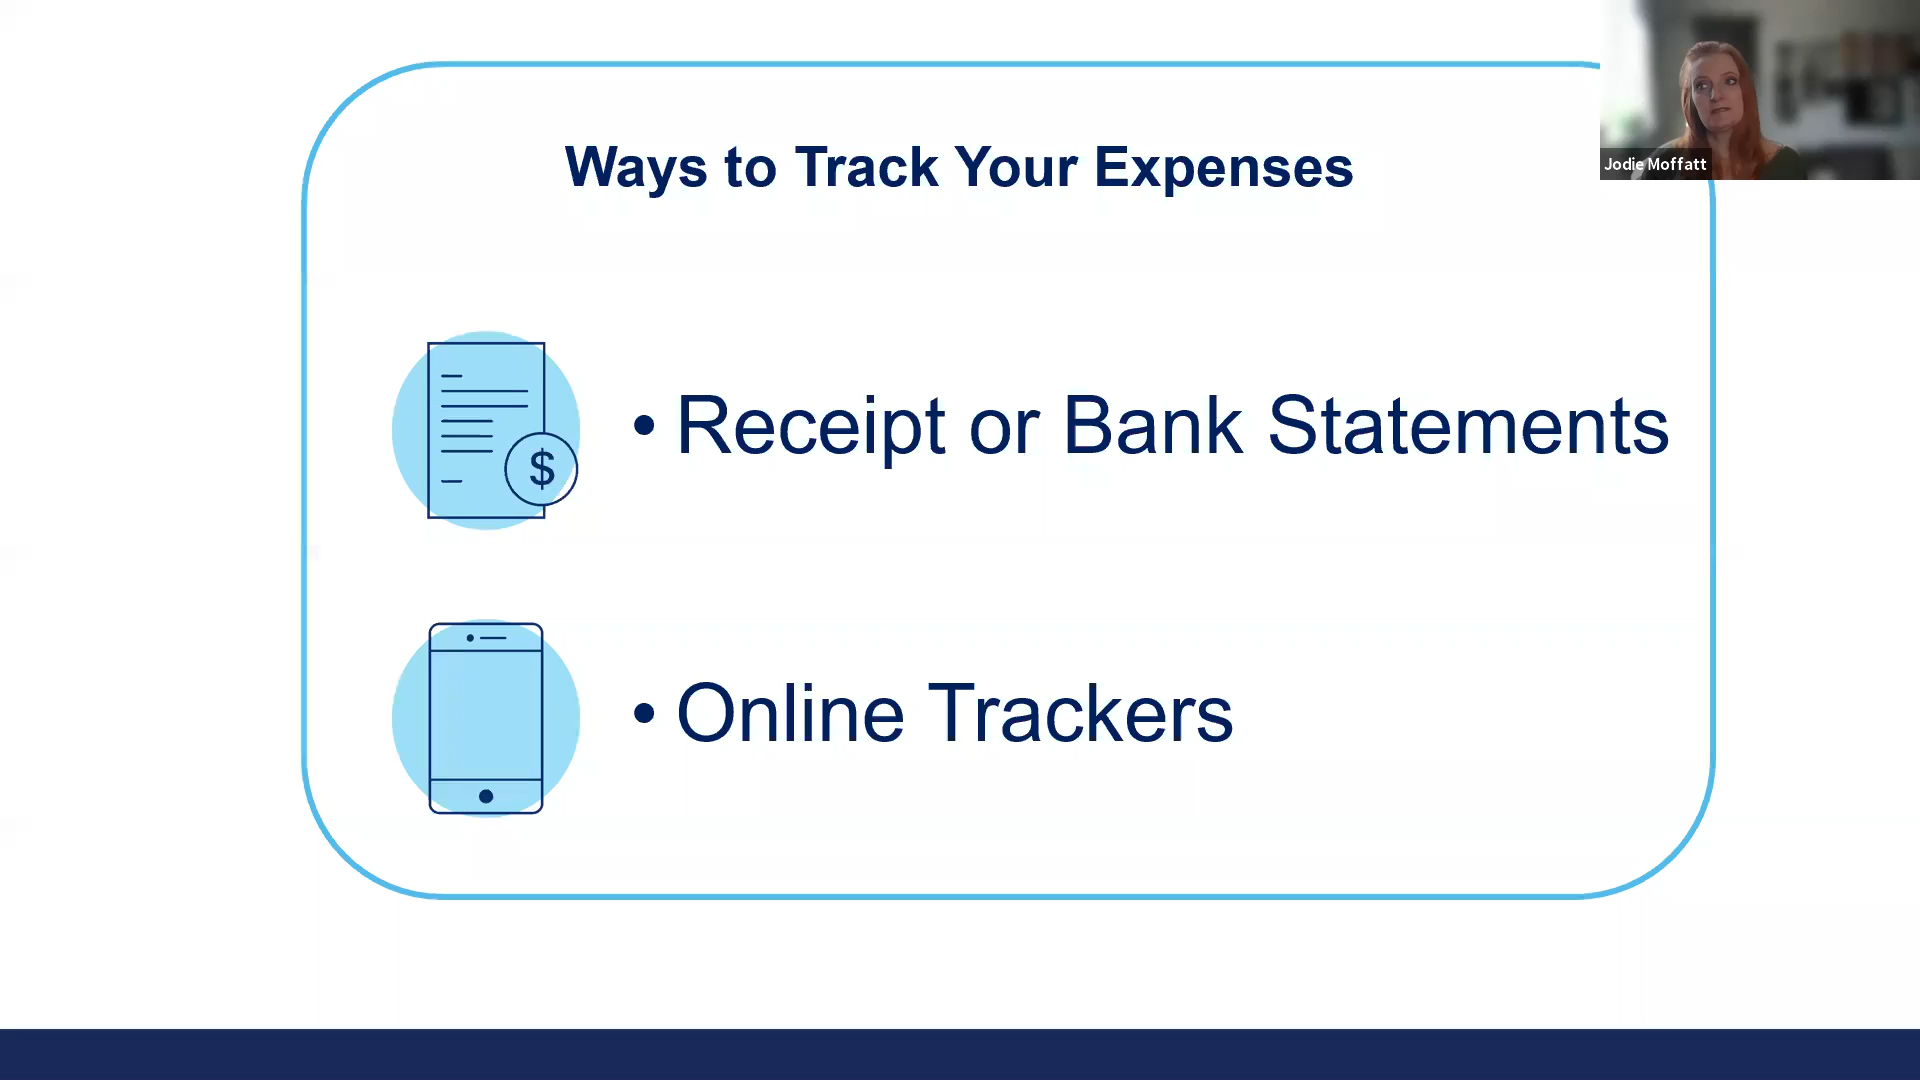 Jodie Moffatt
Ways to Track Your Expenses
$
• Receipt or Bank Statements
• Online Trackers